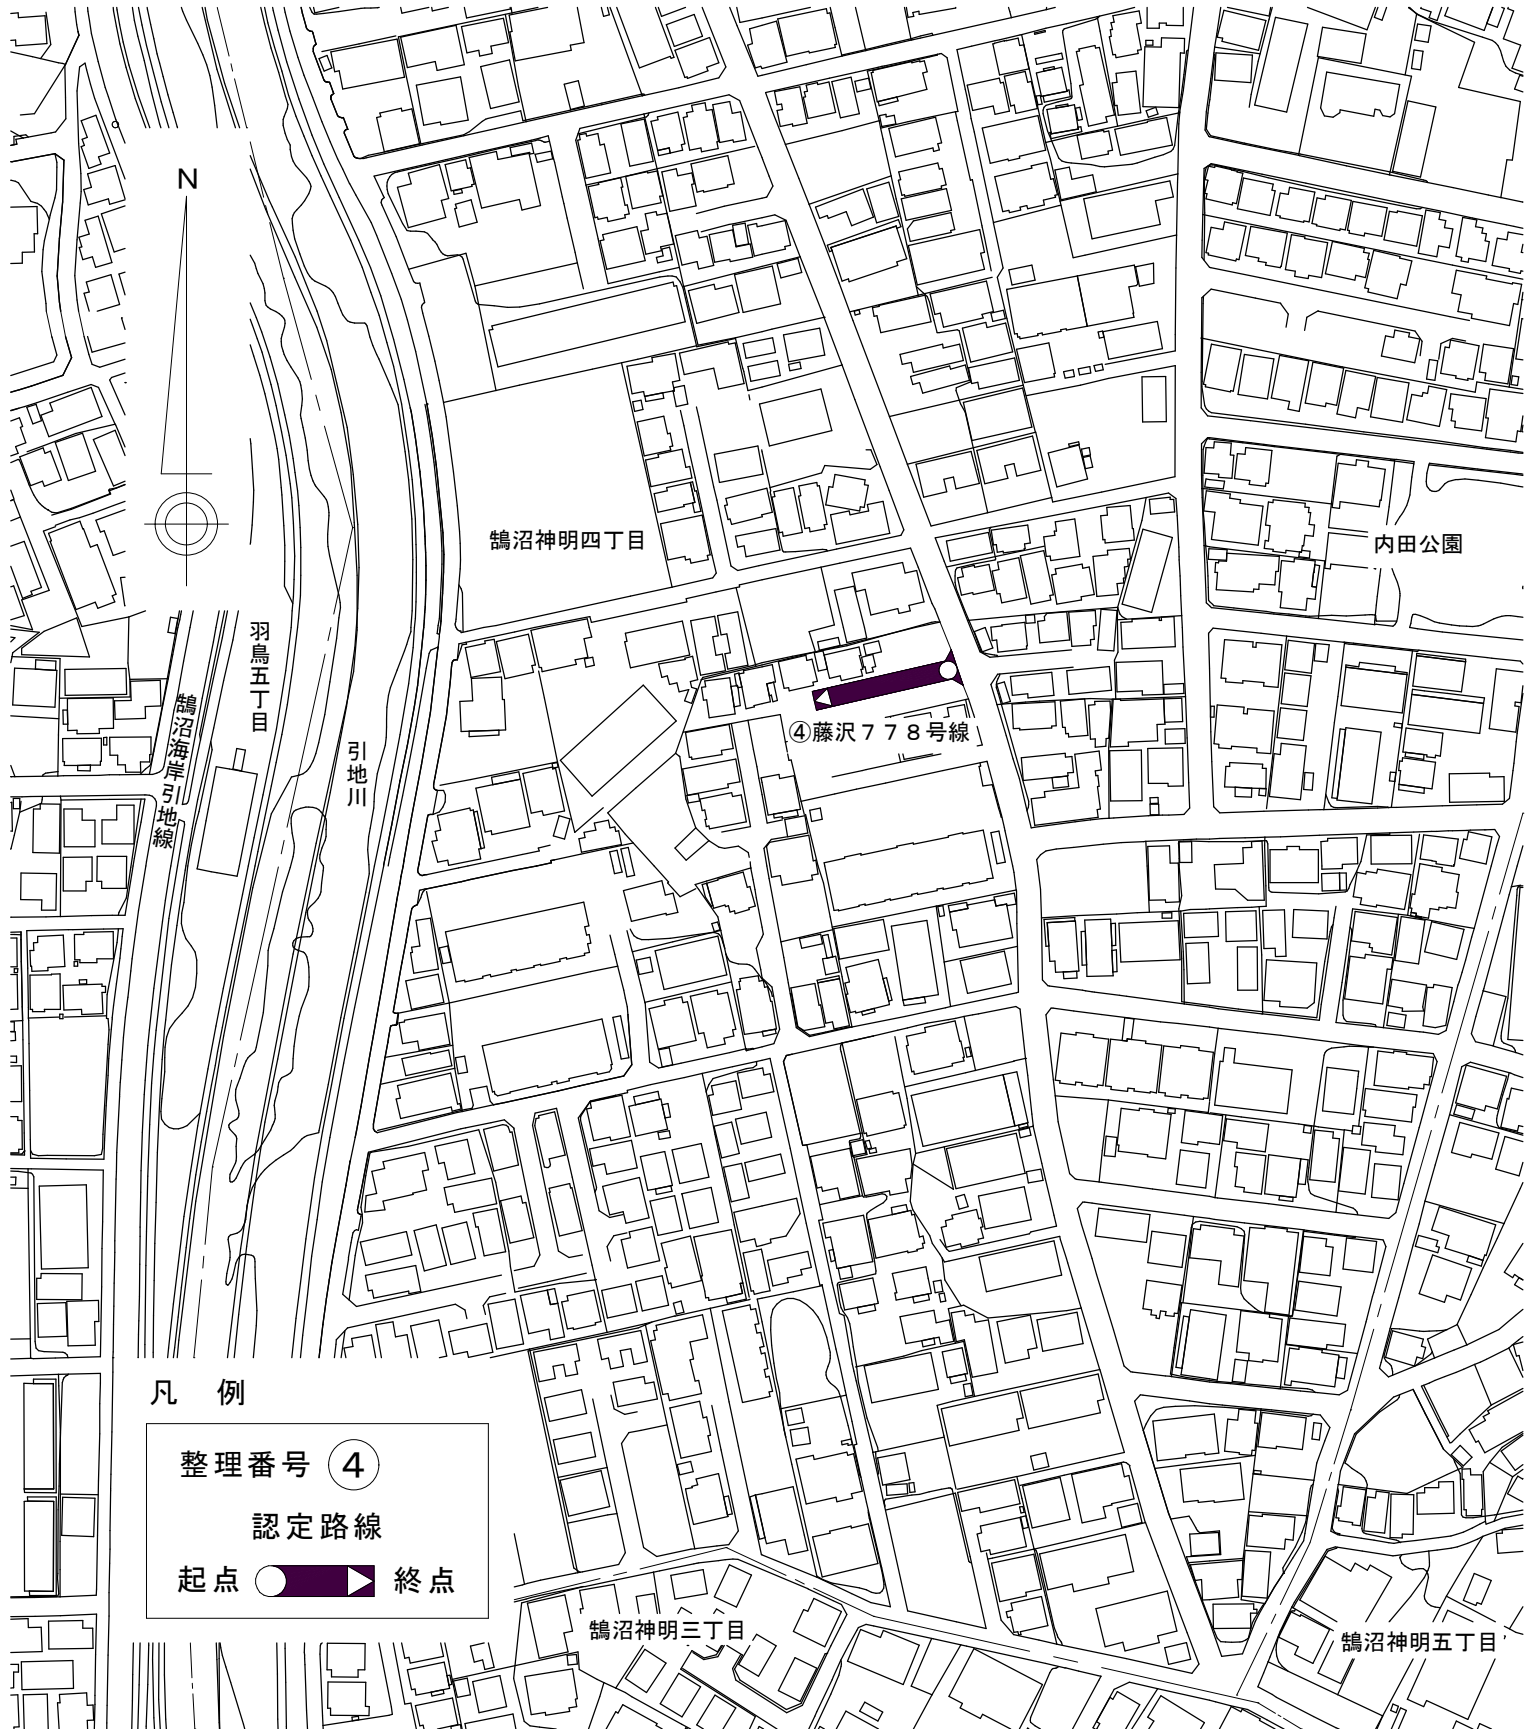 N
鵠沼神明四丁目
内田公園
羽鳥五丁目
鵠沼海岸引地線
引地川
④藤沢７７８号線
凡　例
整理番号 ④
認定路線
起点　終点
鵠沼神明三丁目
鵠沼神明五丁目